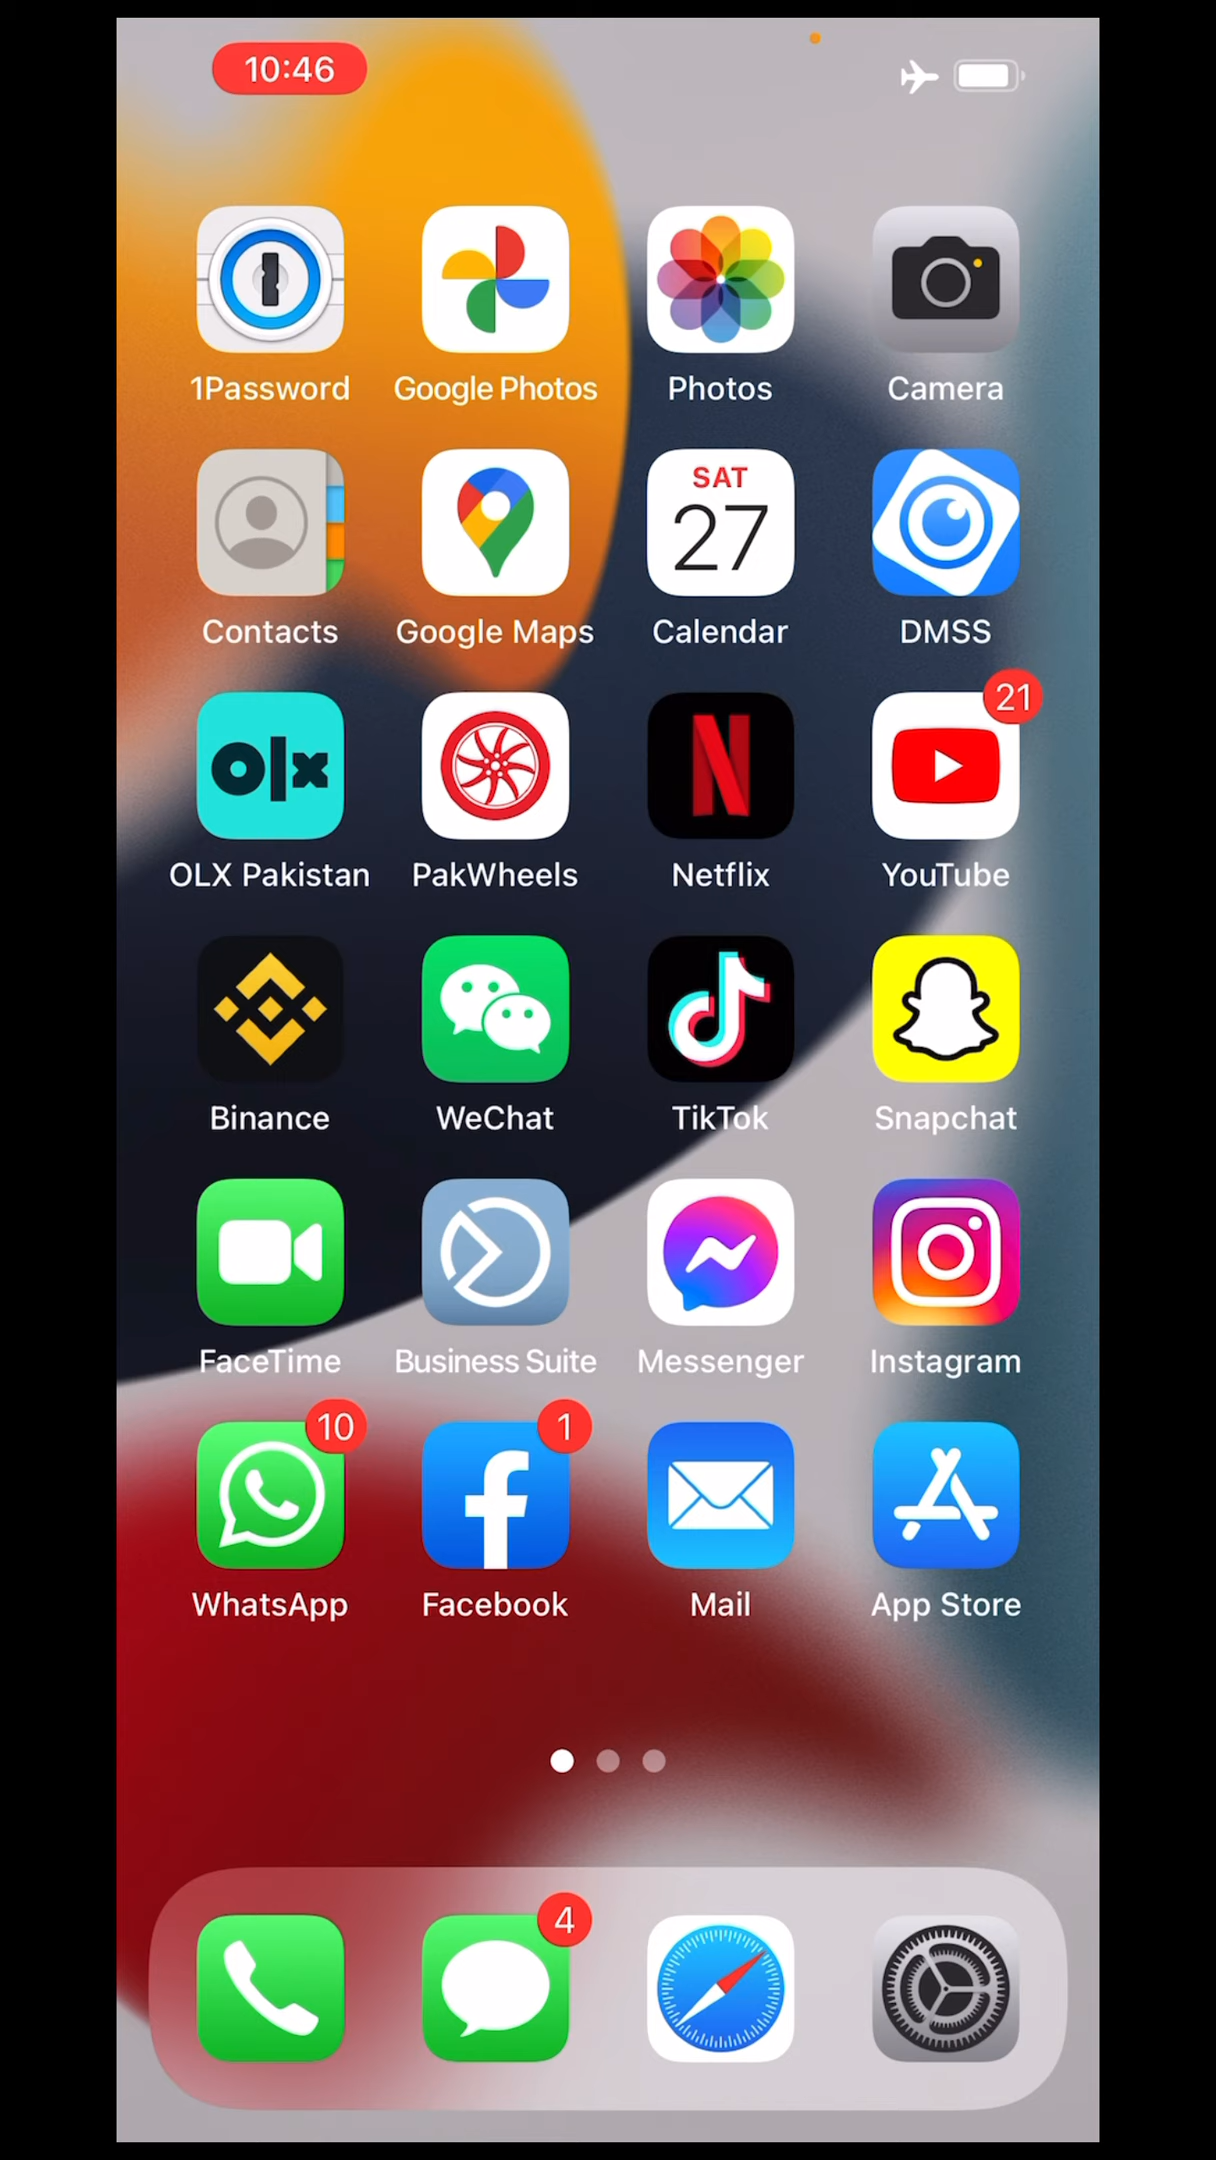 10:46
1Password Google Photos Photos Camera
SAT
27
Contacts Google Maps Calendar DMSS
21
olx
N
OLX Pakistan PakWheels Netflix YouTube
Binance WeChat TikTok Snapchat
FaceTime Business Suite Messenger Instagram
10 1
f
WhatsApp Facebook Mail App Store
4